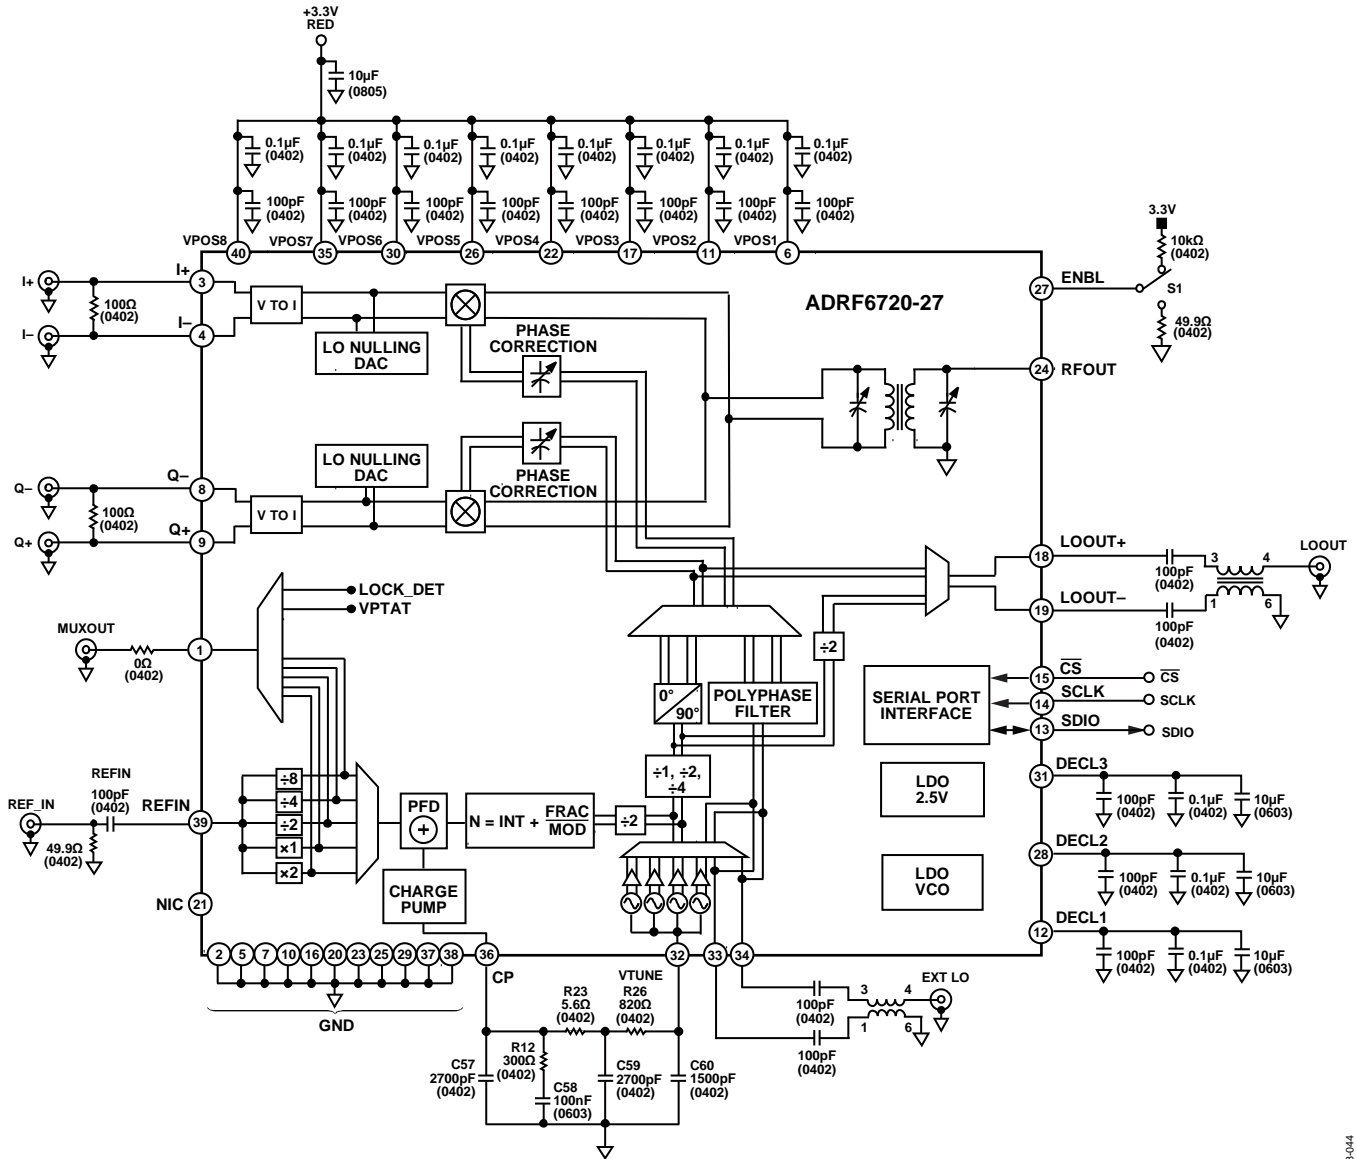 +3.3V
RED
10µF
(0805)
0.1µF
(0402)
0.1µF
(0402)
0.1µF
(0402)
0.1µF
(0402)
0.1µF
(0402)
0.1µF
(0402)
0.1µF
(0402)
0.1µF
(0402)
100pF
(0402)
100pF
(0402)
100pF
(0402)
100pF
(0402)
100pF
(0402)
100pF
(0402)
100pF
(0402)
100pF
(0402)
VPOS8
VPOS7
VPOS6
VPOS5
VPOS4
VPOS3
VPOS2
VPOS1
40
35
30
26
22
17
11
6
3.3V
10kΩ
(0402)
S1
49.9Ω
(0402)
27
ENBL
24
RFOUT
ADRF6720-27
I+
I+
3
100Ω
(0402)
I–
I–
4
V TO I
LO NULLING
DAC
PHASE
CORRECTION
LO NULLING
DAC
PHASE
CORRECTION
Q–
Q–
8
100Ω
(0402)
Q+
Q+
9
V TO I
LOCK_DET
VPTAT
MUXOUT
0Ω
(0402)
1
18
LOOUT+
100pF
(0402)
3
4
LOOUT
19
LOOUT–
1
6
100pF
(0402)
÷2
0°
90°
POLYPHASE
FILTER
SERIAL PORT
INTERFACE
15
CS
CS
14
SCLK
SCLK
13
SDIO
SDIO
÷1, ÷2,
÷4
LDO
2.5V
31
DECL3
100pF
(0402)
0.1µF
(0402)
10µF
(0603)
REFIN
100pF
(0402)
REF_IN
REFIN
39
49.9Ω
(0402)
÷8
÷4
÷2
×1
×2
PFD
+
N = INT +
FRAC
MOD
÷2
CHARGE
PUMP
LDO
VCO
28
DECL2
100pF
(0402)
0.1µF
(0402)
10µF
(0603)
NIC
21
12
DECL1
100pF
(0402)
0.1µF
(0402)
10µF
(0603)
2
5
7
10
16
20
23
25
29
37
38
36
32
33
34
GND
CP
VTUNE
R23
5.6Ω
(0402)
R26
820Ω
(0402)
R12
300Ω
(0402)
C57
2700pF
(0402)
C58
100nF
(0603)
C59
2700pF
(0402)
C60
1500pF
(0402)
100pF
(0402)
3
4
EXT LO
1
6
100pF
(0402)